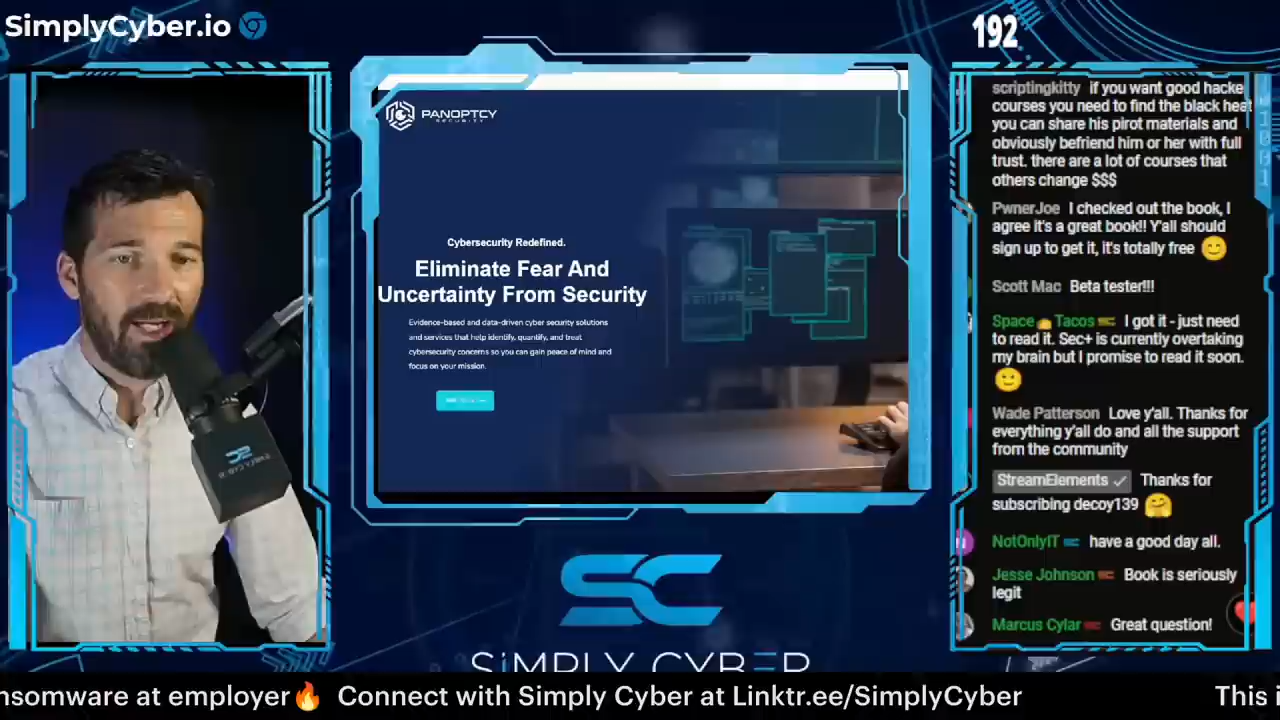 SimplyCyber.io
192
PANOPTCY
SECURITY
Cybersecurity Redefined.
Eliminate Fear And
Uncertainty From Security
Evidence-based and data-driven cyber security solutions
and services that help identify, quantify, and treat
cybersecurity concerns so you can gain peace of mind and
focus on your mission.
scriptingkitty if you want good hacke
courses you need to find the black heat
you can share his pirot materials and
obviously befriend him or her with full
trust. there are a lot of courses that
others change $$$
PwnerJoe I checked out the book, I
agree it's a great book!! Y'all should
sign up to get it, it's totally free 😊
Scott Mac Beta tester!!!
Space 🌮 Tacos I got it - just need
to read it. Sec+ is currently overtaking
my brain but I promise to read it soon.
🙂
Wade Patterson Love y'all. Thanks for
everything y'all do and all the support
from the community
StreamElements ✓ Thanks for
subscribing decoy139 🤗
NotOnlyIT have a good day all.
Jesse Johnson Book is seriously
legit
Marcus Cylar Great question!
SC
SiMPLY CYBER
nsomware at employer🔥 Connect with Simply Cyber at Linktr.ee/SimplyCyber This i